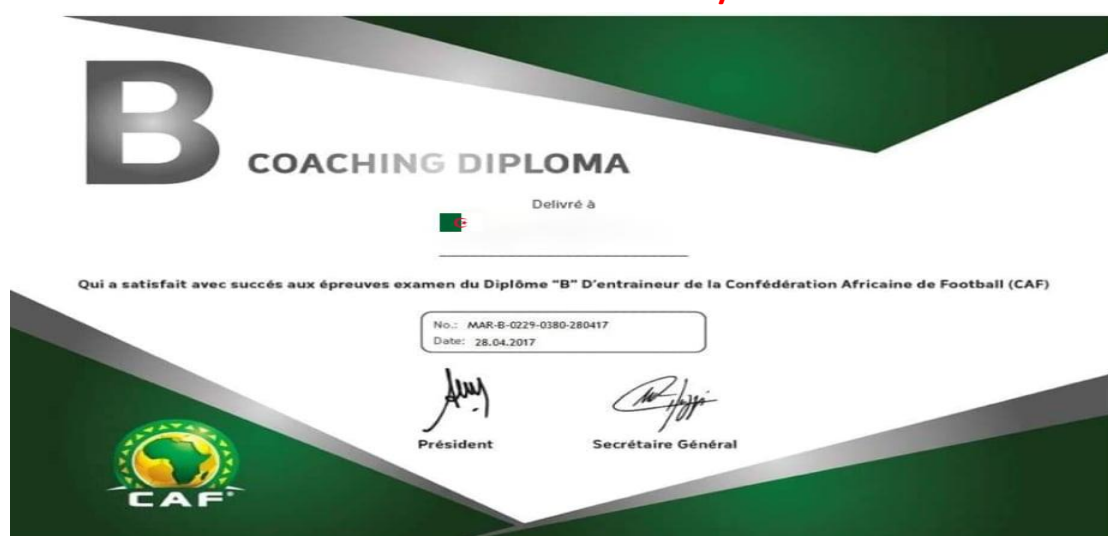 B
COACHING DIPLOMA
Delivré à
Qui a satisfait avec succés aux épreuves examen du Diplôme "B" D'entraineur de la Confédération Africaine de Football (CAF)
No.: MAR-B-0229-0380-280417
Date: 28.04.2017
Président
Secrétaire Général
CAF